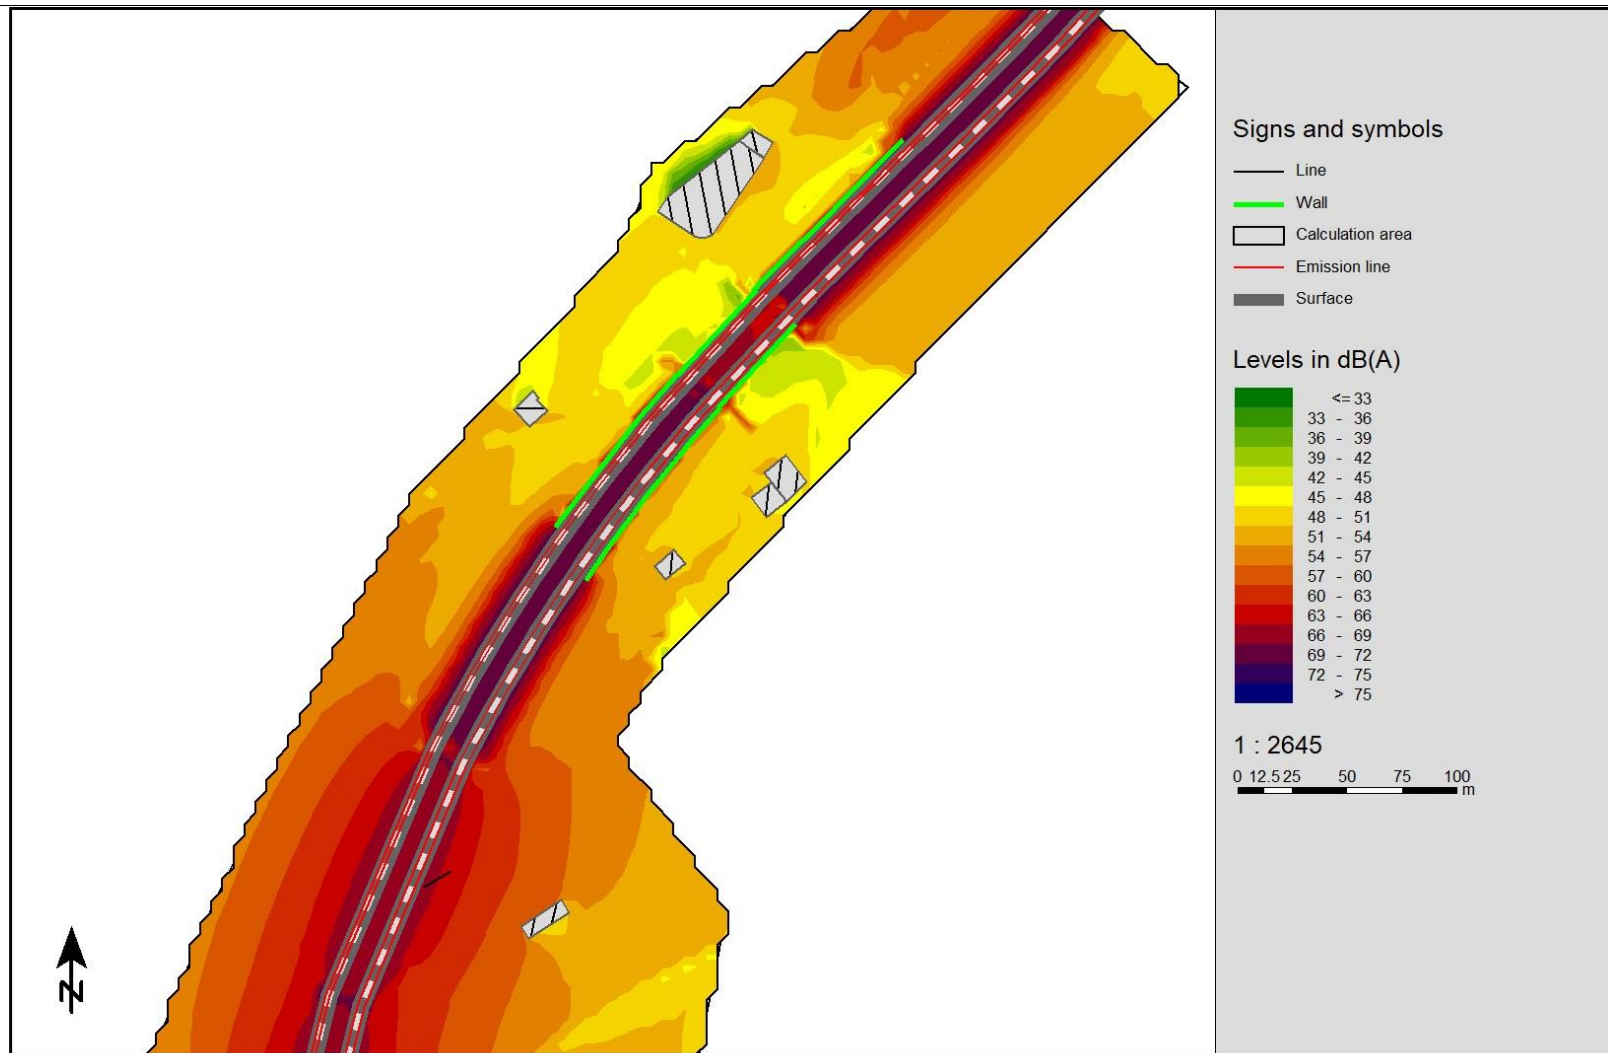 Signs and symbols
Line
Wall
Calculation area
Emission line
Surface
Levels in dB(A)
<= 33
33 - 36
36 - 39
39 - 42
42 - 45
45 - 48
48 - 51
51 - 54
54 - 57
57 - 60
60 - 63
63 - 66
66 - 69
69 - 72
72 - 75
> 75
1 : 2645
0 12.5 25 50 75 100
m
N